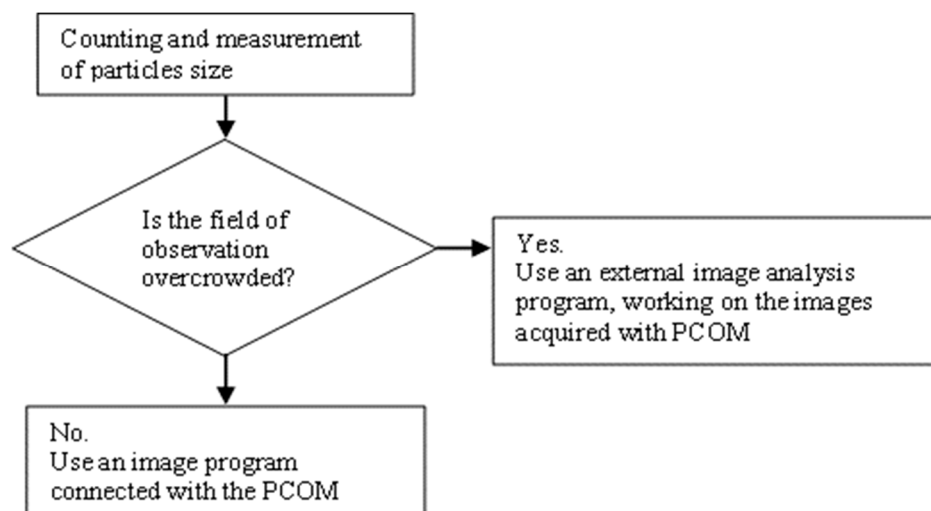 Counting and measurement
of particles size
Is the field of
observation
overcrowded?
Yes.
Use an external image analysis
program, working on the images
acquired with PCOM
No.
Use an image program
connected with the PCOM